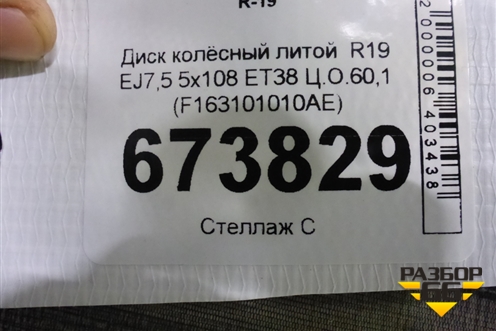 R-19
Диск колёсный литой R19
EJ7,5 5x108 ET38 Ц.О.60,1
(F163101010AE)
673829
Стеллаж С
2000006403438
РАЗБОР